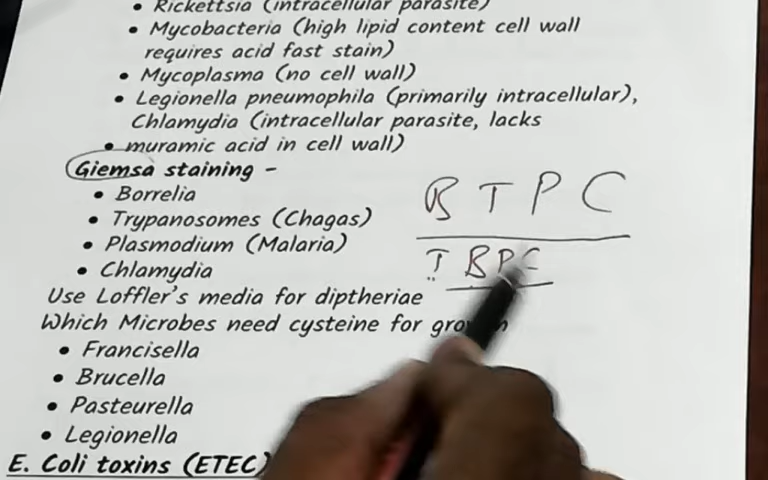 • Rickettsia (intracellular parasite)
• Mycobacteria (high lipid content cell wall
requires acid fast stain)
• Mycoplasma (no cell wall)
• Legionella pneumophila (primarily intracellular),
Chlamydia (intracellular parasite, lacks
• muramic acid in cell wall)
Giemsa staining -
• Borrelia
• Trypanosomes (Chagas)
• Plasmodium (Malaria)
• Chlamydia
B T P C
T B P C
Use Loffler's media for diptheriae
Which Microbes need cysteine for growth
• Francisella
• Brucella
• Pasteurella
• Legionella
E. Coli toxins (ETEC)